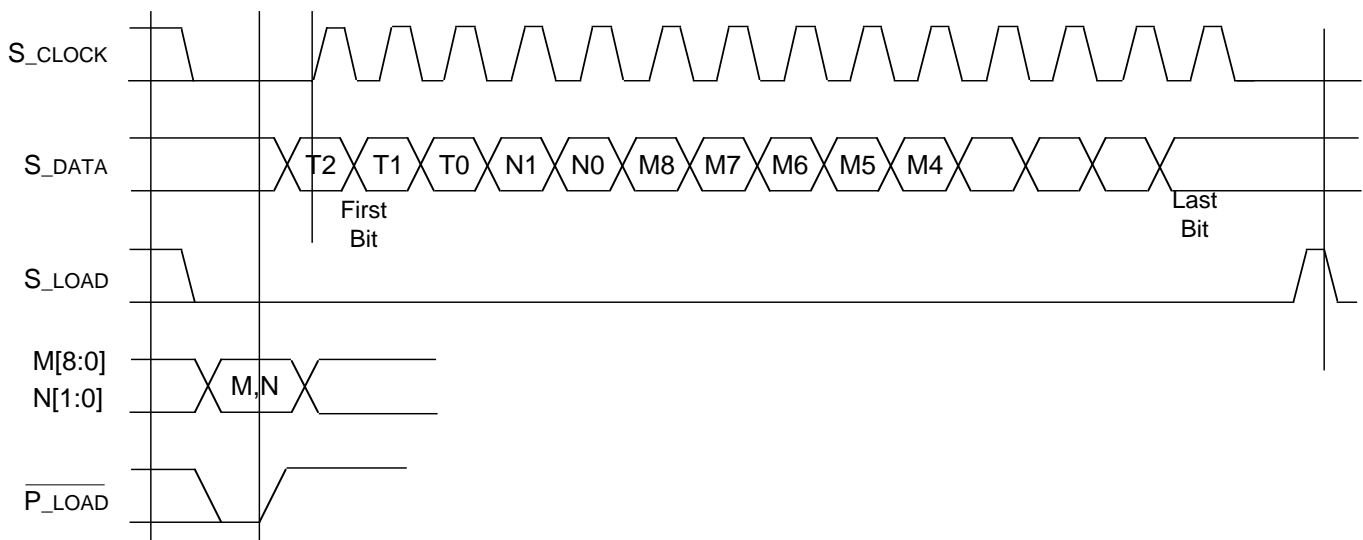 S_CLOCK
S_DATA
T2 T1 T0 N1 N0 M8 M7 M6 M5 M4
First
Bit
Last
Bit
S_LOAD
M[8:0]
N[1:0]
M,N
P_LOAD